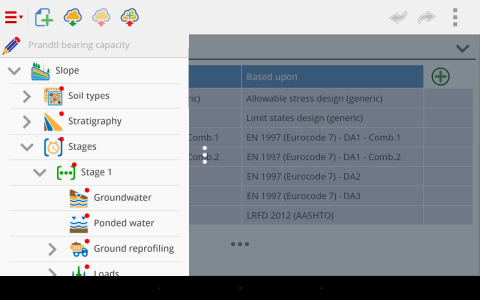 Prandtl bearing capacity
Slope
Soil types
Stratigraphy
Stages
Stage 1
Groundwater
Ponded water
Ground reprofiling
Loads
Based upon
ric) Allowable stress design (generic)
Limit states design (generic)
Comb.1 EN 1997 (Eurocode 7) - DA1 - Comb.1
Comb.2 EN 1997 (Eurocode 7) - DA1 - Comb.2
EN 1997 (Eurocode 7) - DA2
EN 1997 (Eurocode 7) - DA3
LRFD 2012 (AASHTO)